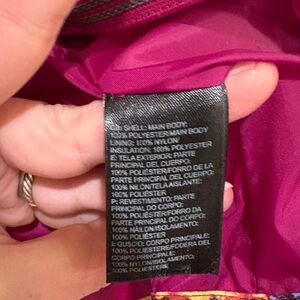 SHELL: MAIN BODY:
100% POLYESTER/MAIN BODY
LINING: 100% NYLON/
INSULATION: 100% POLYESTER
E: TELA EXTERIOR: PARTE
PRINCIPAL DEL CUERPO:
100% POLIÉSTER/FORRO DE LA
PARTE PRINCIPAL DEL CUERPO:
100% NILON/TELA AISLANTE:
100% POLIÉSTER
P: REVESTIMENTO: PARTE
PRINCIPAL DO CORPO:
100% POLIÉSTER/FORRO DA
PARTE PRINCIPAL DO CORPO:
100% NÁILON/ISOLAMENTO:
100% POLIÉSTER
I: GUSCIO: CORPO PRINCIPALE:
100% POLIESTERE/FODERA DEL
CORPO PRINCIPALE:
100% NYLON/ISOLAMENTO:
100% POLIESTERE